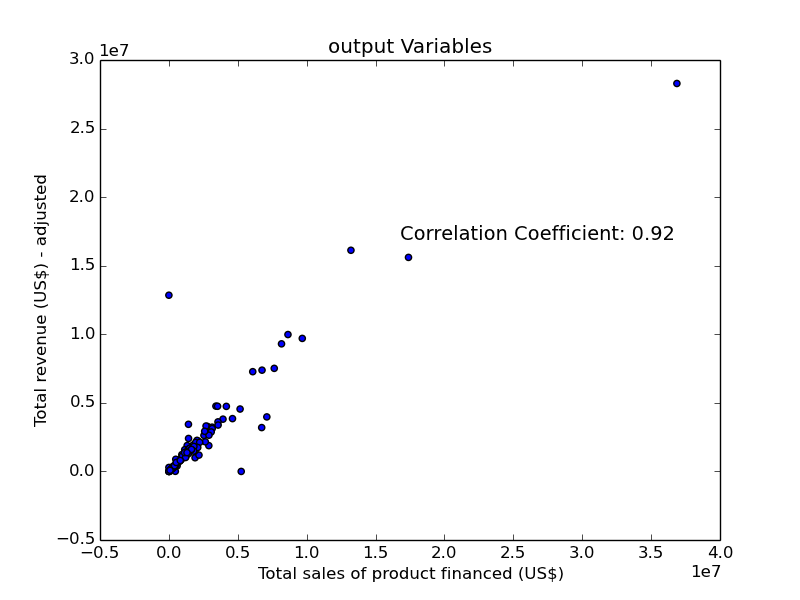 output Variables
1e7
3.0
2.5
2.0
1.5
1.0
0.5
0.0
−0.5
Total revenue (US$) - adjusted
Correlation Coefficient: 0.92
−0.5 0.0 0.5 1.0 1.5 2.0 2.5 3.0 3.5 4.0
Total sales of product financed (US$)
1e7